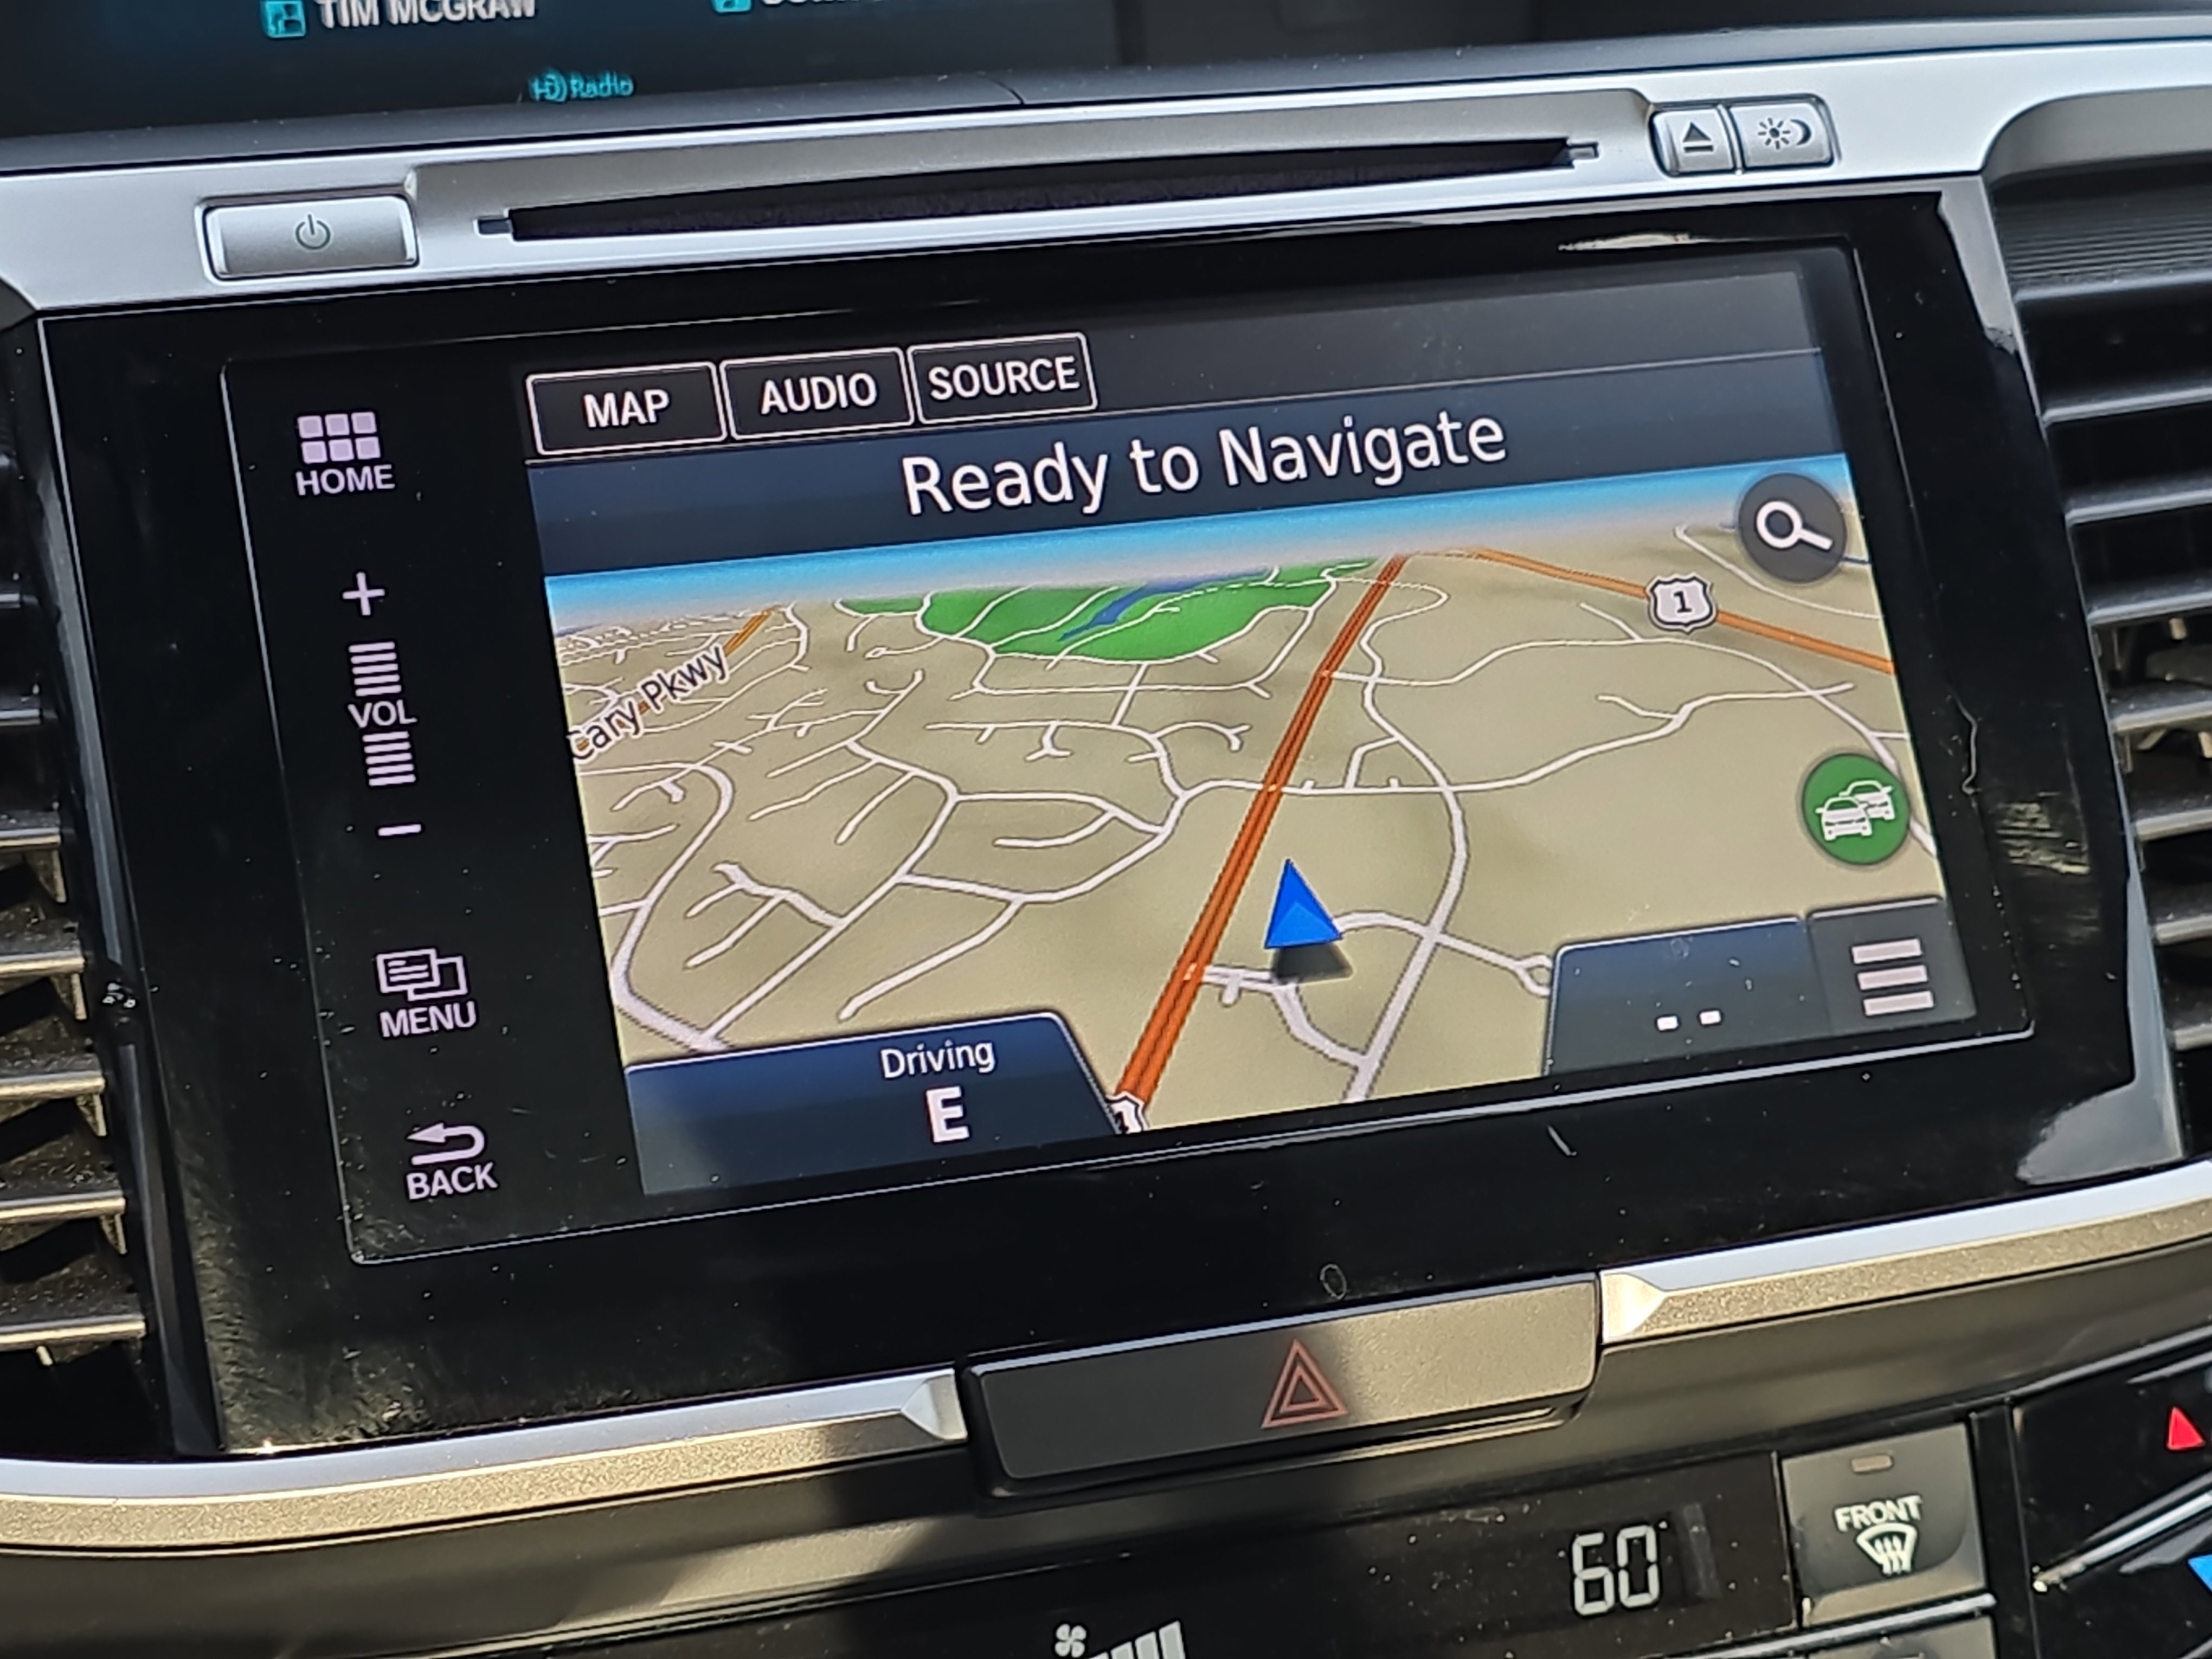 TIM MCGRAW
HD Radio
MAP AUDIO SOURCE
HOME
Ready to Navigate
1
Cary Pkwy
VOL
MENU
Driving
E
BACK
FRONT
60